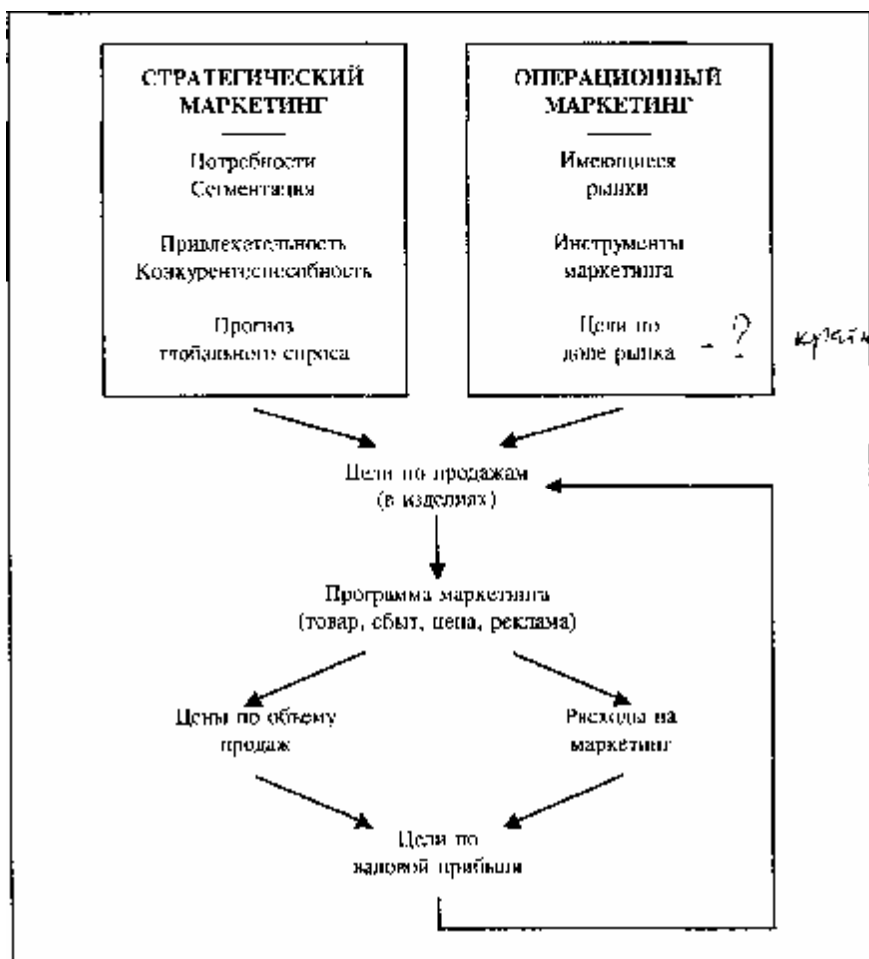 СТРАТЕГИЧЕСКИЙ
МАРКЕТИНГ
Потребности
Сегментация
Привлекательность
Конкурентоспособность
Прогноз
глобального спроса
ОПЕРАЦИОННЫЙ
МАРКЕТИНГ
Имеющиеся
рынки
Инструменты
маркетинга
Цели по
доле рынка - ?
Цели по продажам
(в изделиях)
Программа маркетинга
(товар, сбыт, цена, реклама)
Цены по объему
продаж
Расходы на
маркетинг
Цели по
валовой прибыли